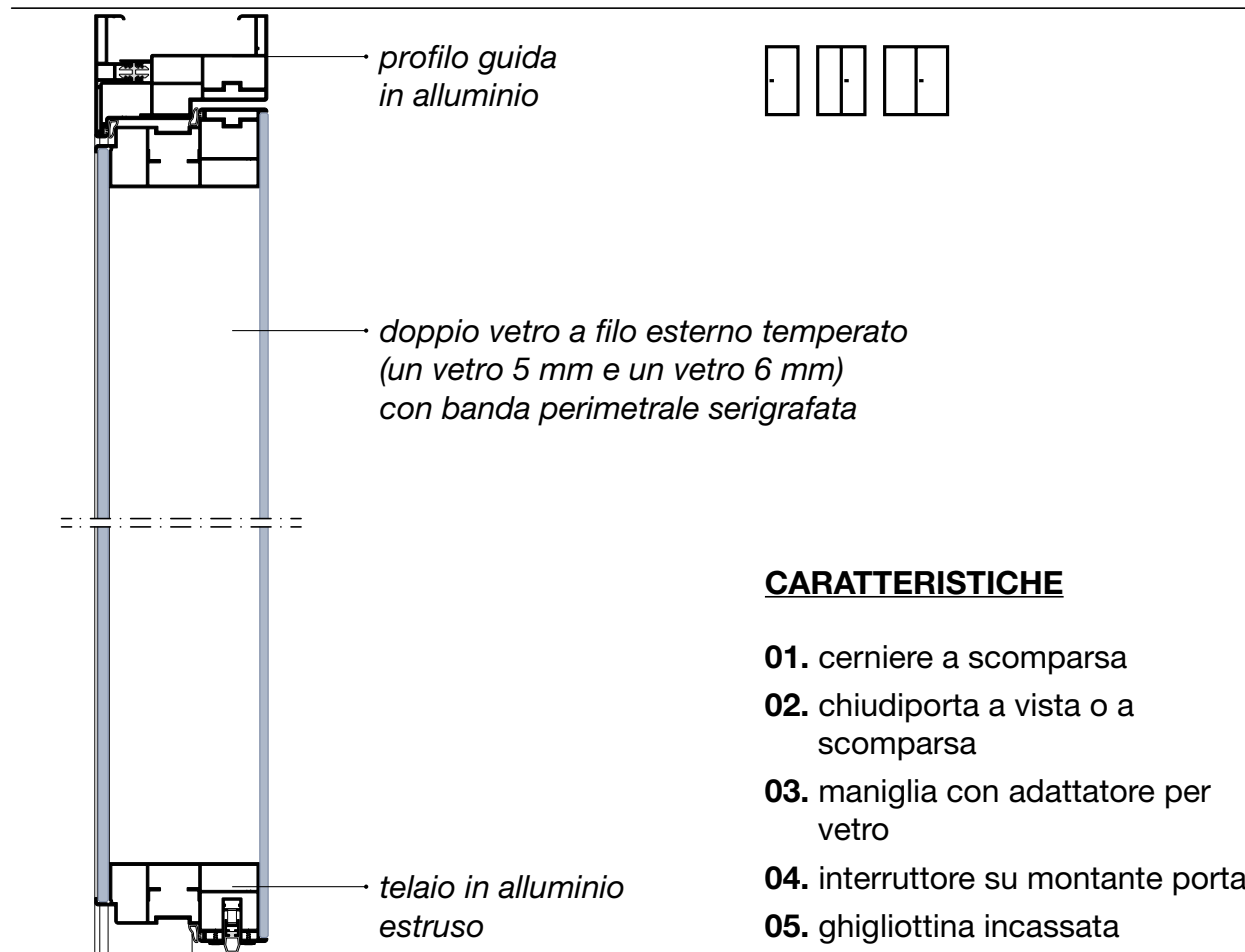 profilo guida
in alluminio
doppio vetro a filo esterno temperato
(un vetro 5 mm e un vetro 6 mm)
con banda perimetrale serigrafata
telaio in alluminio
estruso
CARATTERISTICHE
01. cerniere a scomparsa
02. chiudiporta a vista o a
scomparsa
03. maniglia con adattatore per
vetro
04. interruttore su montante porta
05. ghigliottina incassata